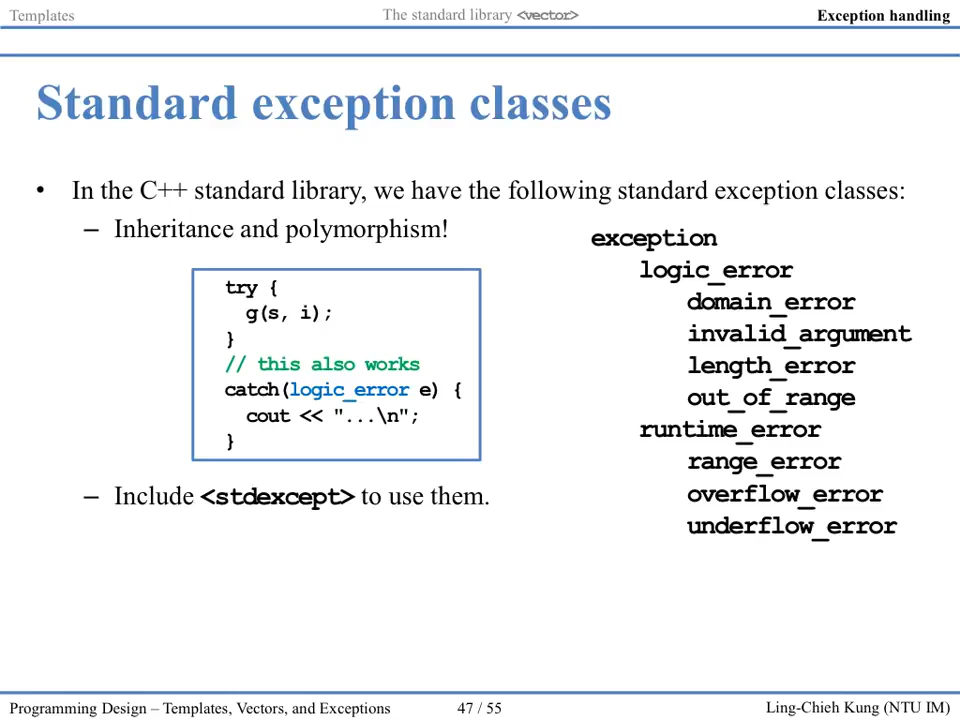 Templates
The standard library <vector>
Exception handling
Standard exception classes
• In the C++ standard library, we have the following standard exception classes:
– Inheritance and polymorphism!
try {
  g(s, i);
}
// this also works
catch(logic_error e) {
  cout << "...\n";
}
– Include <stdexcept> to use them.
exception
logic_error
domain_error
invalid_argument
length_error
out_of_range
runtime_error
range_error
overflow_error
underflow_error
Programming Design – Templates, Vectors, and Exceptions
47 / 55
Ling-Chieh Kung (NTU IM)